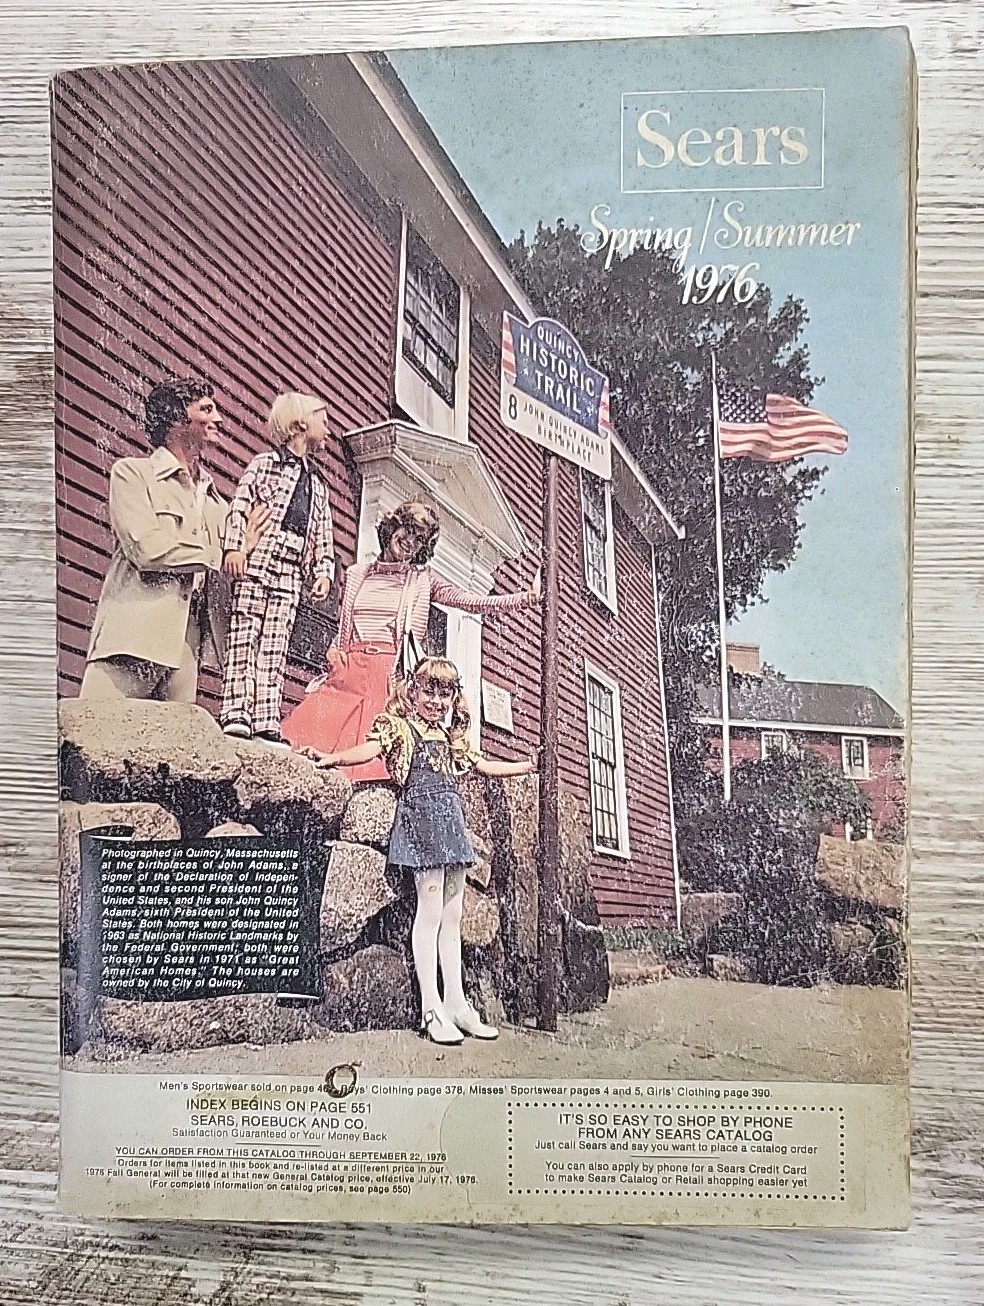 Sears
Spring/Summer
1976
QUINCY
HISTORIC
TRAIL
8 JOHN QUINCY ADAMS
BIRTHPLACE
Photographed in Quincy, Massachusetts
at the birthplaces of John Adams, a
signer of the Declaration of Indepen-
dence and second President of the
United States, and his son John Quincy
Adams, sixth President of the United
States. Both homes were designated in
1963 as National Historic Landmarks by
the Federal Government; both were
chosen by Sears in 1971 as "Great
American Homes." The houses are
owned by the City of Quincy.
Men's Sportswear sold on page Boys' Clothing page 378, Misses' Sportswear pages 4 and 5, Girls' Clothing page 390.
INDEX BEGINS ON PAGE 551
SEARS, ROEBUCK AND CO.
Satisfaction Guaranteed or Your Money Back
YOU CAN ORDER FROM THIS CATALOG THROUGH SEPTEMBER 22, 1976
Orders for items listed in this book and re-listed at a different price in our
1976 Fall General will be filled at that new General Catalog price, effective July 17, 1976.
(For complete information on catalog prices, see page 550)
IT'S SO EASY TO SHOP BY PHONE
FROM ANY SEARS CATALOG
Just call Sears and say you want to place a catalog order
You can also apply by phone for a Sears Credit Card
to make Sears Catalog or Retail shopping easier yet